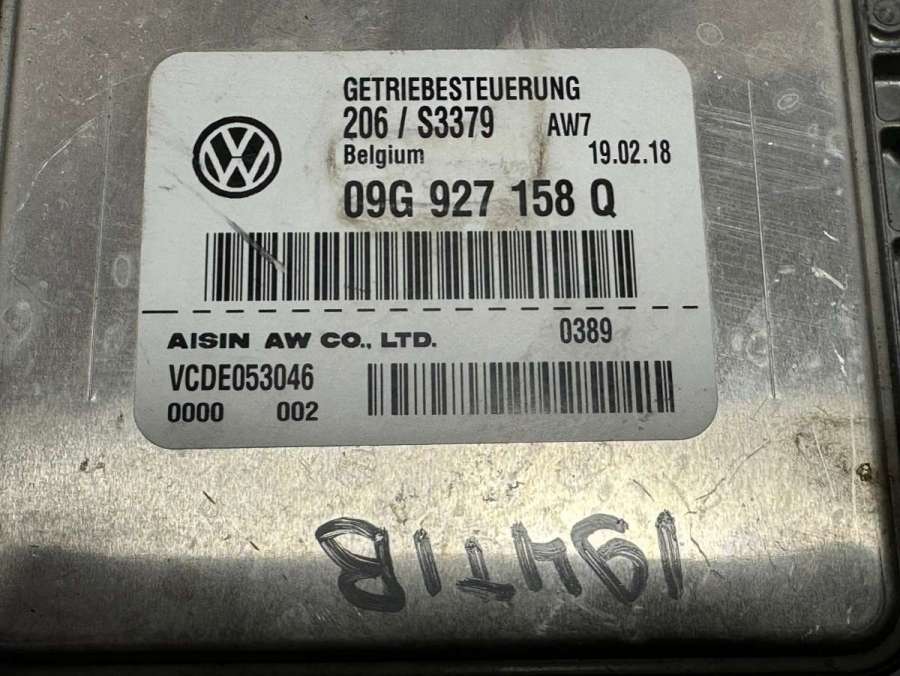 GETRIEBESTEUERUNG
206 / S3379 AW7
Belgium 19.02.18
09G 927 158 Q
AISIN AW CO., LTD. 0389
VCDE053046
0000 002